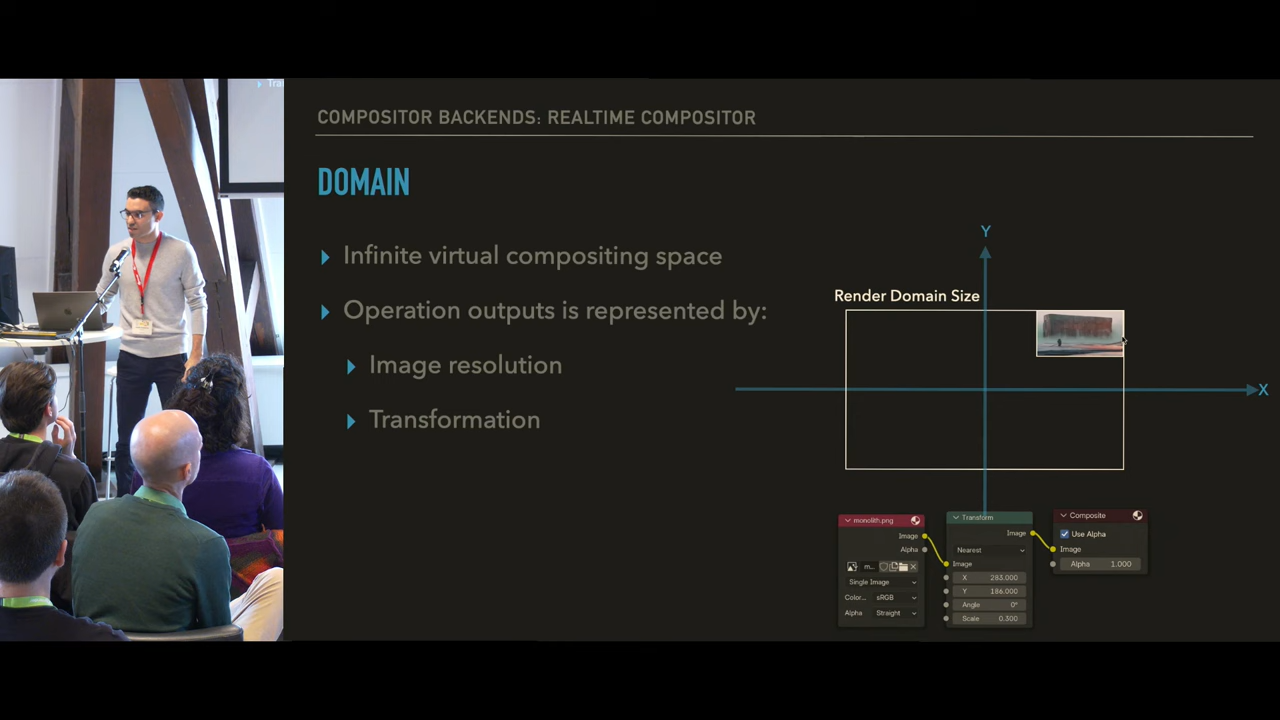 Tra
COMPOSITOR BACKENDS: REALTIME COMPOSITOR
DOMAIN
Infinite virtual compositing space
Operation outputs is represented by:
Image resolution
Transformation
Y
Render Domain Size
X
monolith.png
Image
Alpha
m...
Single Image
Color... sRGB
Alpha Straight
Transform
Image
Nearest
Image
X 283.000
Y 186.000
Angle 0°
Scale 0.300
Composite
Use Alpha
Image
Alpha 1.000